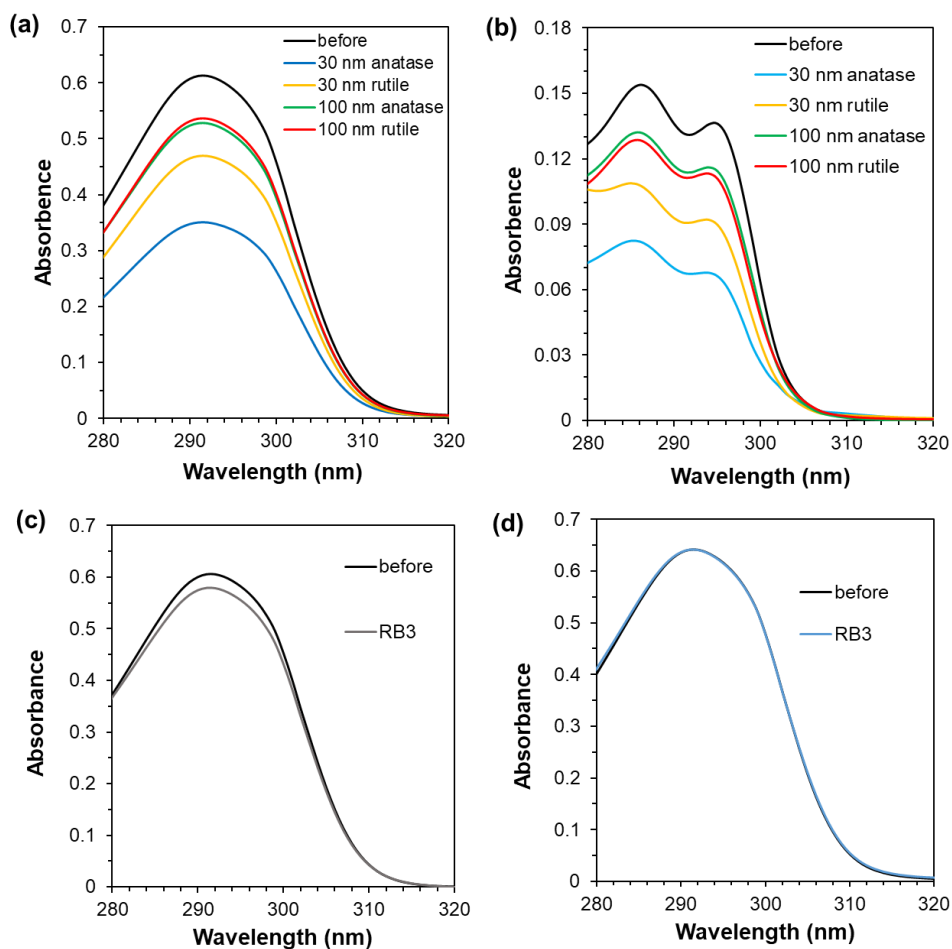 (a)
0.7
0.6
0.5
0.4
0.3
0.2
0.1
0
Absorbance
before
30 nm anatase
30 nm rutile
100 nm anatase
100 nm rutile
280 290 300 310 320
Wavelength (nm)
(b)
0.18
0.15
0.12
0.09
0.06
0.03
0
Absorbence
before
30 nm anatase
30 nm rutile
100 nm anatase
100 nm rutile
280 290 300 310 320
Wavelength (nm)
(c)
0.7
0.6
0.5
0.4
0.3
0.2
0.1
0
Absorbance
before
RB3
280 290 300 310 320
Wavelength (nm)
(d)
0.7
0.6
0.5
0.4
0.3
0.2
0.1
0
Absorbance
before
RB3
280 290 300 310 320
Wavelength (nm)